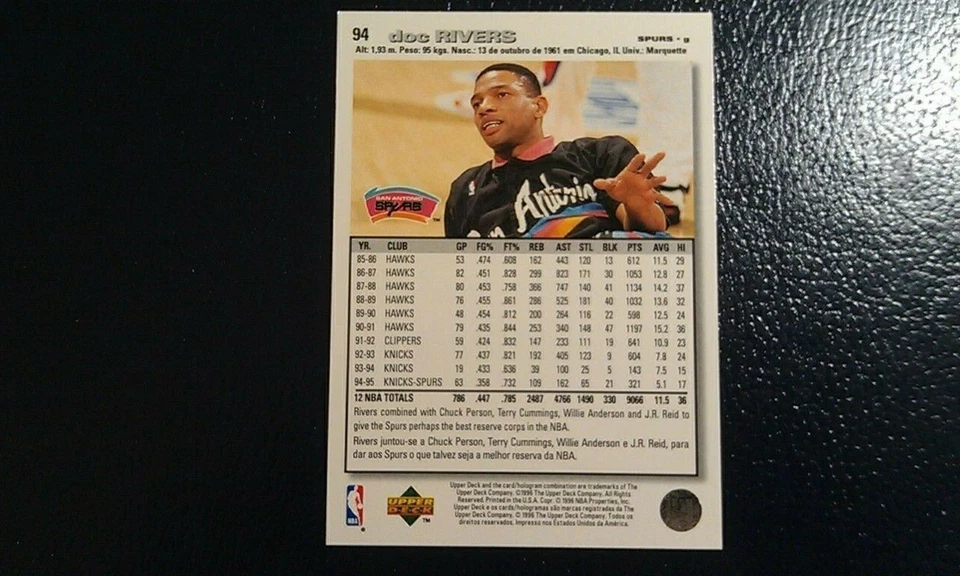 94 doc RIVERS SPURS • g
Alt: 1,93 m. Peso: 95 kgs. Nasc.: 13 de outubro de 1961 em Chicago, IL Univ.: Marquette
San Antonio
SAN ANTONIO
SPURS
TM
YR. CLUB GP FG% FT% REB AST STL BLK PTS AVG HI
85-86 HAWKS 53 .474 .608 162 443 120 13 612 11.5 29
86-87 HAWKS 82 .451 .828 299 823 171 30 1053 12.8 27
87-88 HAWKS 80 .453 .758 366 747 140 41 1134 14.2 37
88-89 HAWKS 76 .455 .861 286 525 181 40 1032 13.6 32
89-90 HAWKS 48 .454 .812 200 264 116 22 598 12.5 24
90-91 HAWKS 79 .435 .844 253 340 148 47 1197 15.2 36
91-92 CLIPPERS 59 .424 .832 147 233 111 19 641 10.9 23
92-93 KNICKS 77 .437 .821 192 405 123 9 604 7.8 24
93-94 KNICKS 19 .433 .636 39 100 25 5 143 7.5 15
94-95 KNICKS-SPURS 63 .358 .732 109 162 65 21 321 5.1 17
12 NBA TOTALS 786 .447 .785 2487 4766 1490 330 9066 11.5 36
Rivers combined with Chuck Person, Terry Cummings, Willie Anderson and J.R. Reid to
give the Spurs perhaps the best reserve corps in the NBA.
Rivers juntou-se a Chuck Person, Terry Cummings, Willie Anderson e J.R. Reid, para
dar aos Spurs o que talvez seja a melhor reserva da NBA.
NBA
UPPER
DECK
TM
Upper Deck and the card/hologram combination are trademarks of The
Upper Deck Company. ©1996 The Upper Deck Company. All Rights
Reserved. Printed in the U.S.A. Copr. © 1996 NBA Properties, Inc.
Upper Deck e os cards/hologramas são marcas registradas da The
Upper Deck Company. © 1996 The Upper Deck Company. Todos os
direitos reservados. Impresso nos Estados Unidos da América.